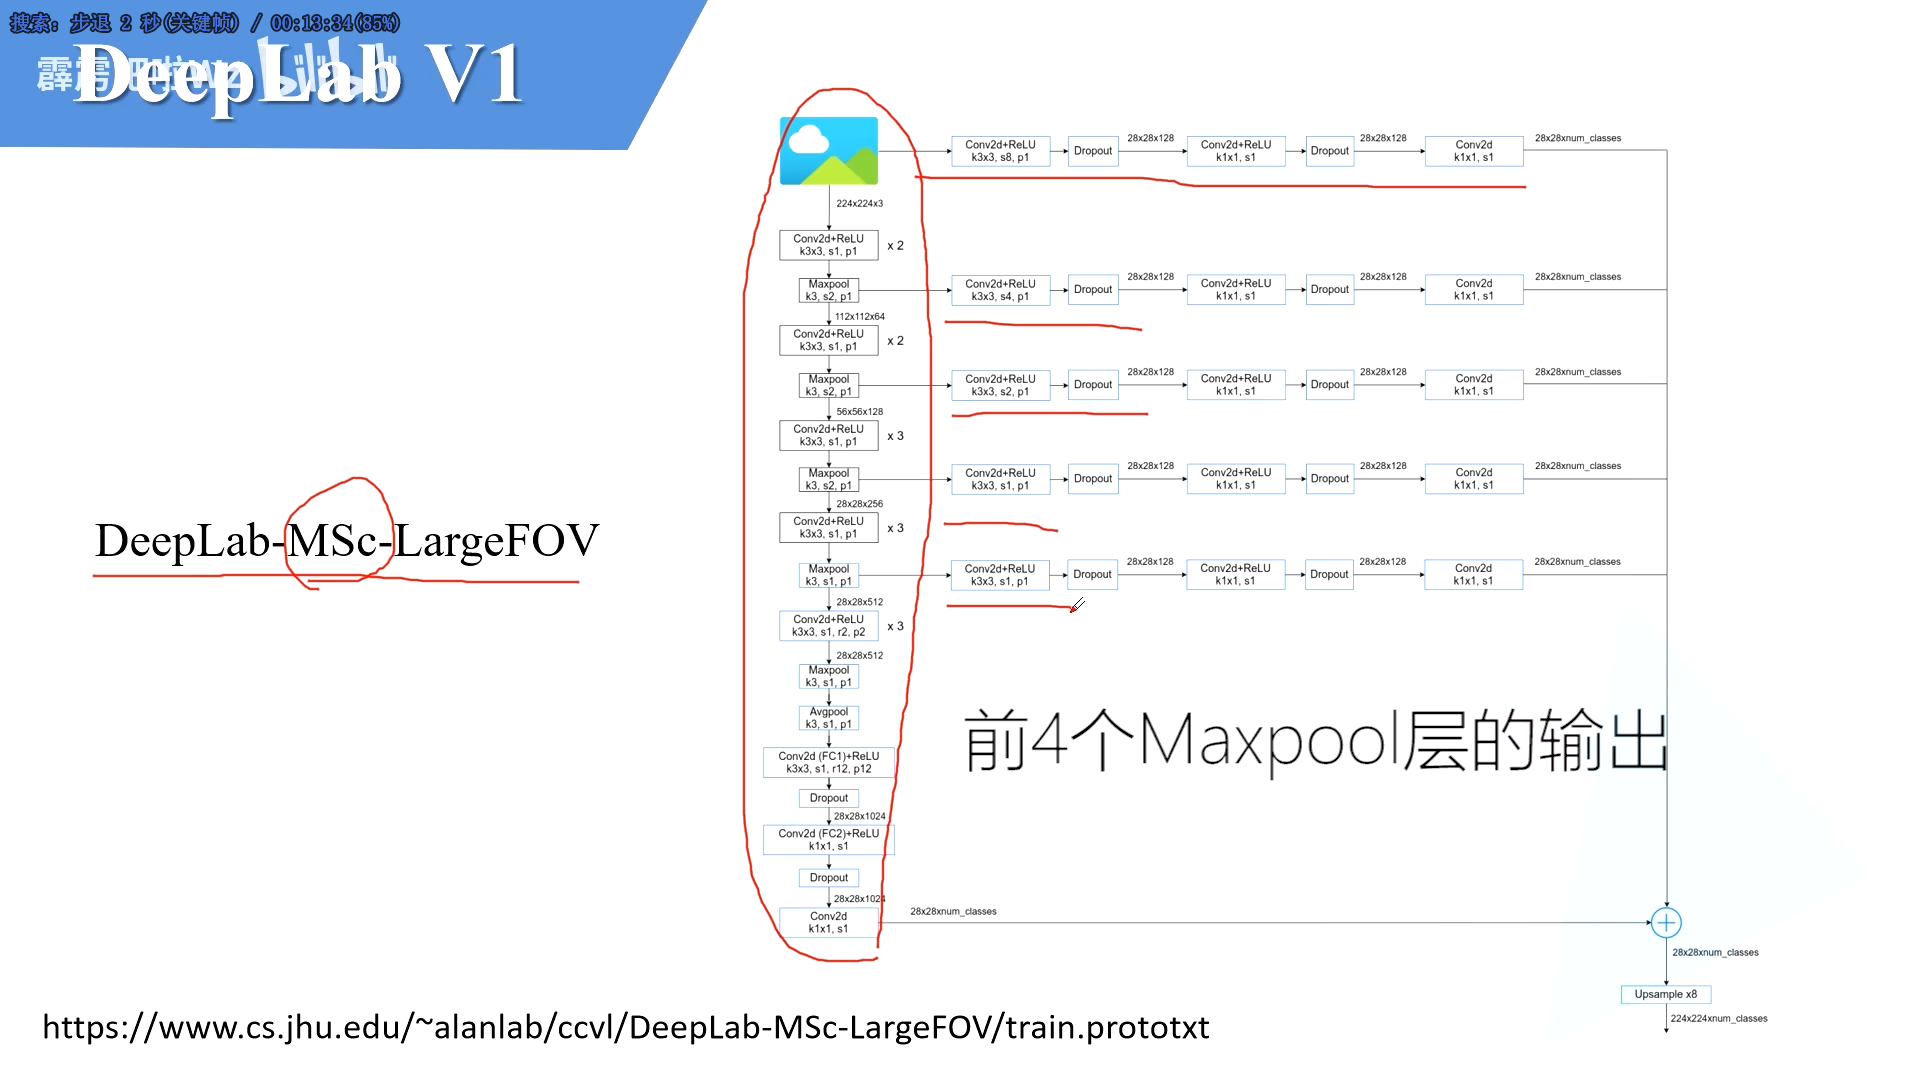 搜索: 步退 2 秒(关键帧) / 00:13:34(85%)
DeepLab V1
bilibili
224x224x3
Conv2d+ReLU
k3x3, s1, p1
x 2
Maxpool
k3, s2, p1
112x112x64
Conv2d+ReLU
k3x3, s1, p1
x 2
Maxpool
k3, s2, p1
56x56x128
Conv2d+ReLU
k3x3, s1, p1
x 3
Maxpool
k3, s2, p1
28x28x256
Conv2d+ReLU
k3x3, s1, p1
x 3
Maxpool
k3, s1, p1
28x28x512
Conv2d+ReLU
k3x3, s1, r2, p2
x 3
28x28x512
Maxpool
k3, s1, p1
Avgpool
k3, s1, p1
Conv2d (FC1)+ReLU
k3x3, s1, r12, p12
Dropout
28x28x1024
Conv2d (FC2)+ReLU
k1x1, s1
Dropout
28x28x1024
Conv2d
k1x1, s1
28x28xnum_classes
Conv2d+ReLU
k3x3, s8, p1
Dropout
28x28x128
Conv2d+ReLU
k1x1, s1
Dropout
28x28x128
Conv2d
k1x1, s1
28x28xnum_classes
Conv2d+ReLU
k3x3, s4, p1
Dropout
28x28x128
Conv2d+ReLU
k1x1, s1
Dropout
28x28x128
Conv2d
k1x1, s1
28x28xnum_classes
Conv2d+ReLU
k3x3, s2, p1
Dropout
28x28x128
Conv2d+ReLU
k1x1, s1
Dropout
28x28x128
Conv2d
k1x1, s1
28x28xnum_classes
Conv2d+ReLU
k3x3, s1, p1
Dropout
28x28x128
Conv2d+ReLU
k1x1, s1
Dropout
28x28x128
Conv2d
k1x1, s1
28x28xnum_classes
Conv2d+ReLU
k3x3, s1, p1
Dropout
28x28x128
Conv2d+ReLU
k1x1, s1
Dropout
28x28x128
Conv2d
k1x1, s1
28x28xnum_classes
28x28xnum_classes
Upsample x8
224x224xnum_classes
DeepLab-MSc-LargeFOV
前4个Maxpool层的输出
https://www.cs.jhu.edu/~alanlab/ccvl/DeepLab-MSc-LargeFOV/train.prototxt